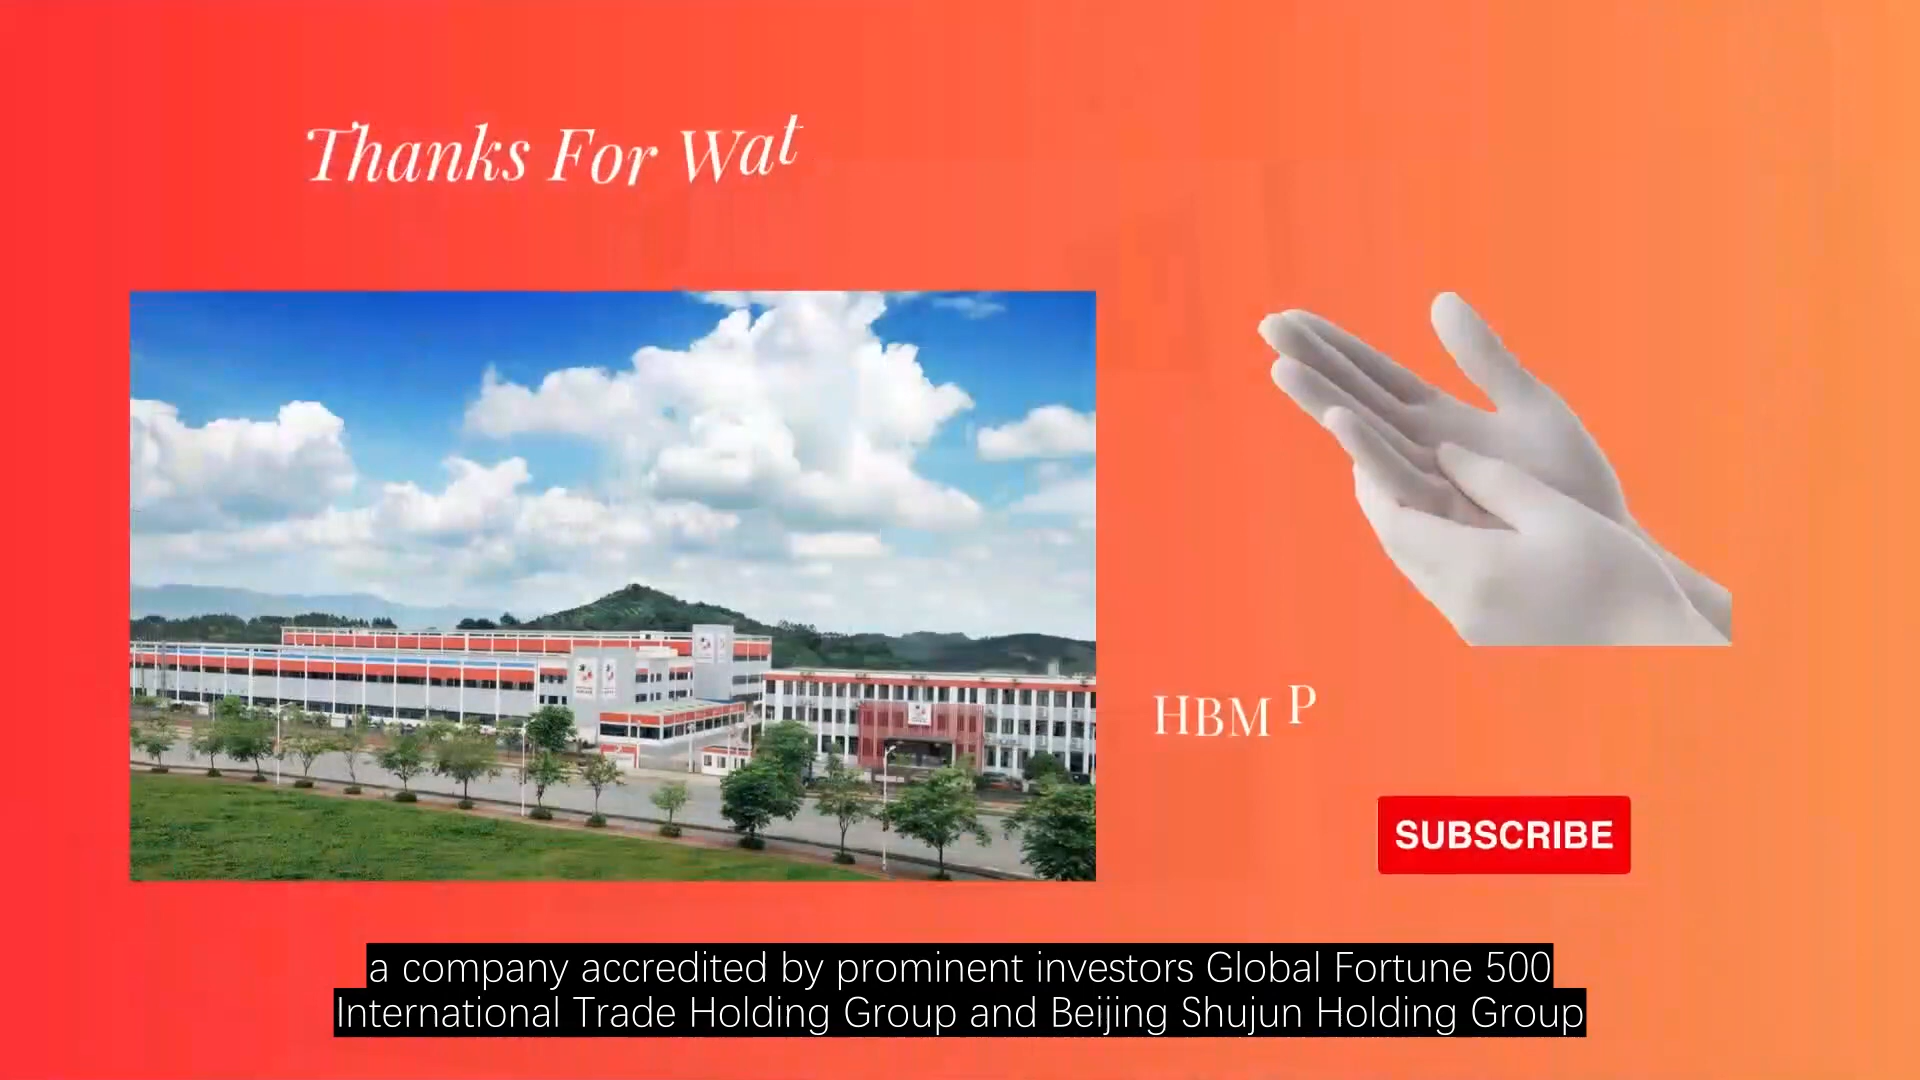 Thanks For Wat
HBM P
SUBSCRIBE
a company accredited by prominent investors Global Fortune 500
International Trade Holding Group and Beijing Shujun Holding Group